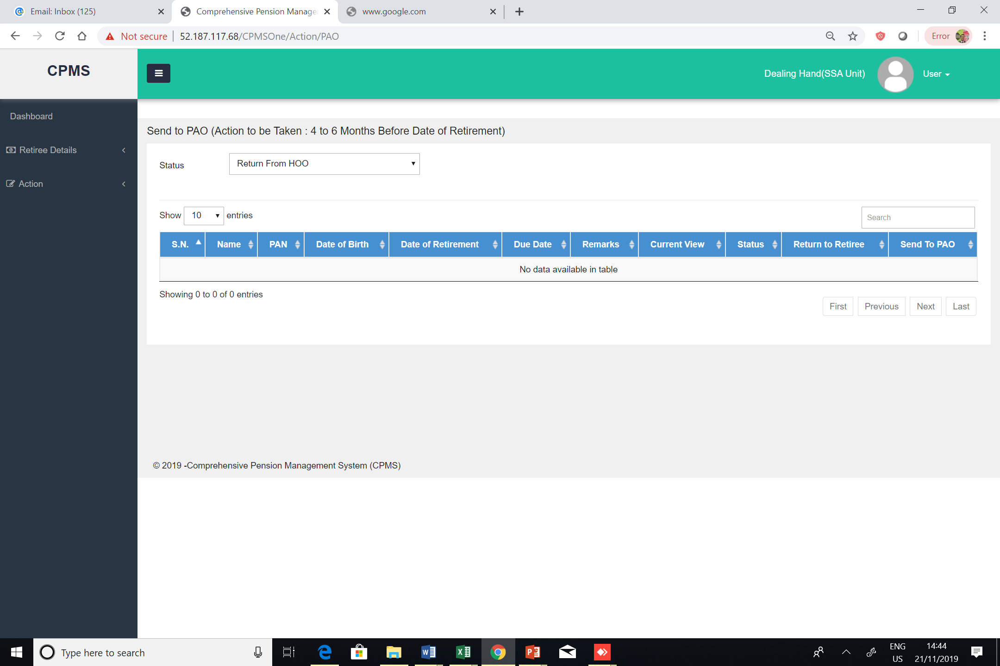 Email: Inbox (125)
Comprehensive Pension Manage
www.google.com
Not secure
52.187.117.68/CPMSOne/Action/PAO
Error
CPMS
Dealing Hand(SSA Unit)
User
Dashboard
Retiree Details
Action
Send to PAO (Action to be Taken : 4 to 6 Months Before Date of Retirement)
Status
Return From HOO
Show 10 entries
Search
S.N. Name PAN Date of Birth Date of Retirement Due Date Remarks Current View Status Return to Retiree Send To PAO
No data available in table
Showing 0 to 0 of 0 entries
First Previous Next Last
© 2019 -Comprehensive Pension Management System (CPMS)
Type here to search
ENG
US
14:44
21/11/2019